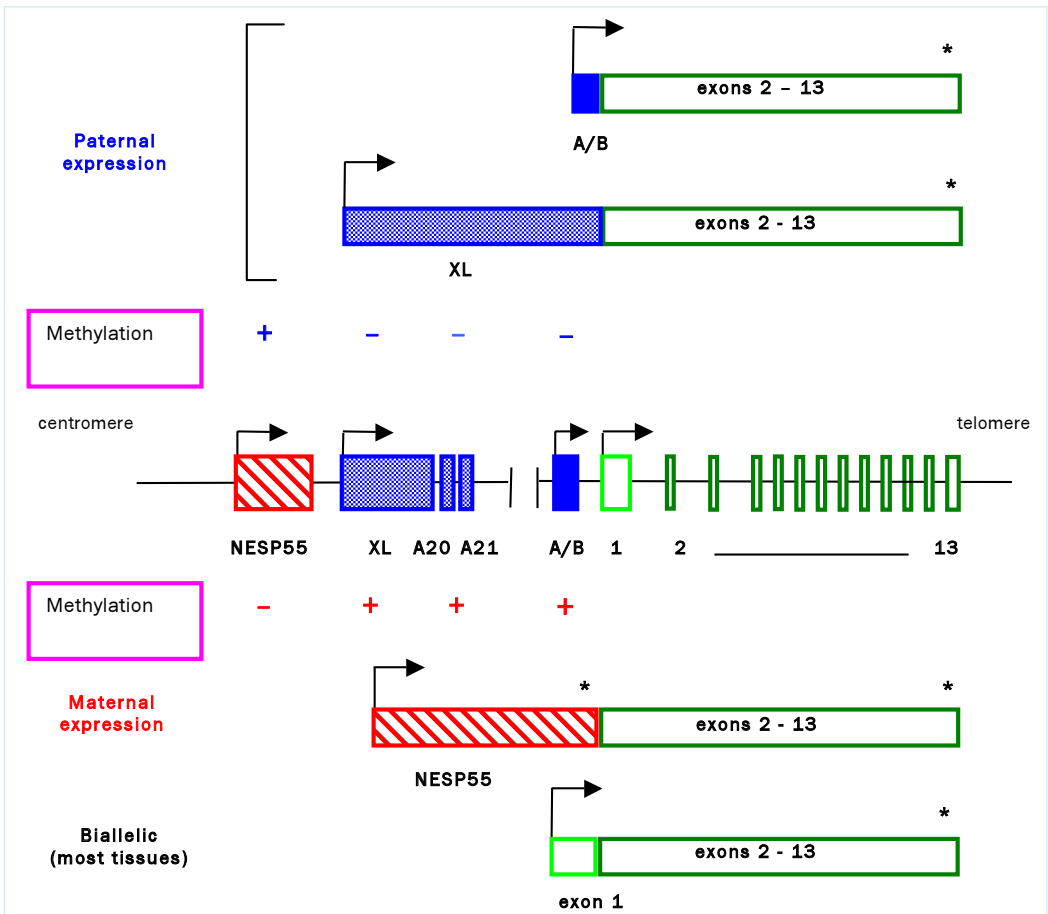 *
exons 2 – 13
A/B
Paternal
expression
*
exons 2 - 13
XL
Methylation
+ – – –
centromere
telomere
NESP55 XL A20 A21 A/B 1 2 13
Methylation
– + + +
Maternal
expression
* *
exons 2 - 13
NESP55
Biallelic
(most tissues)
*
exons 2 - 13
exon 1